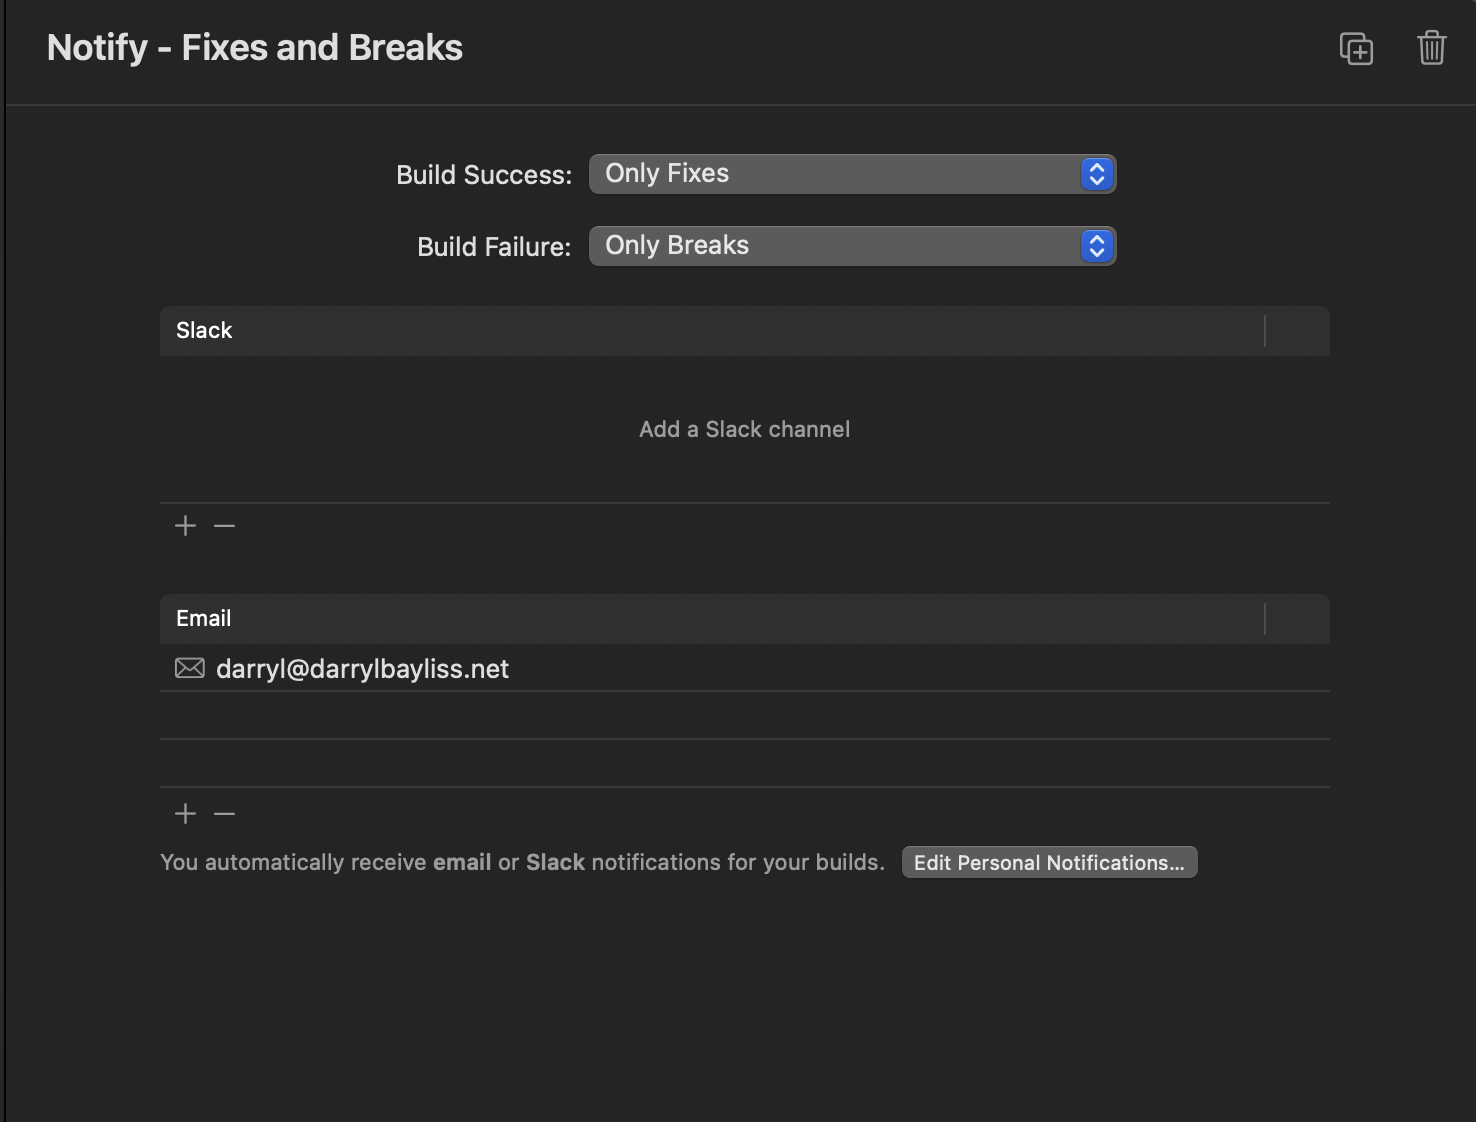 Notify - Fixes and Breaks
Build Success: Only Fixes
Build Failure: Only Breaks
Slack
Add a Slack channel
Email
darryl@darrylbayliss.net
You automatically receive email or Slack notifications for your builds. Edit Personal Notifications...